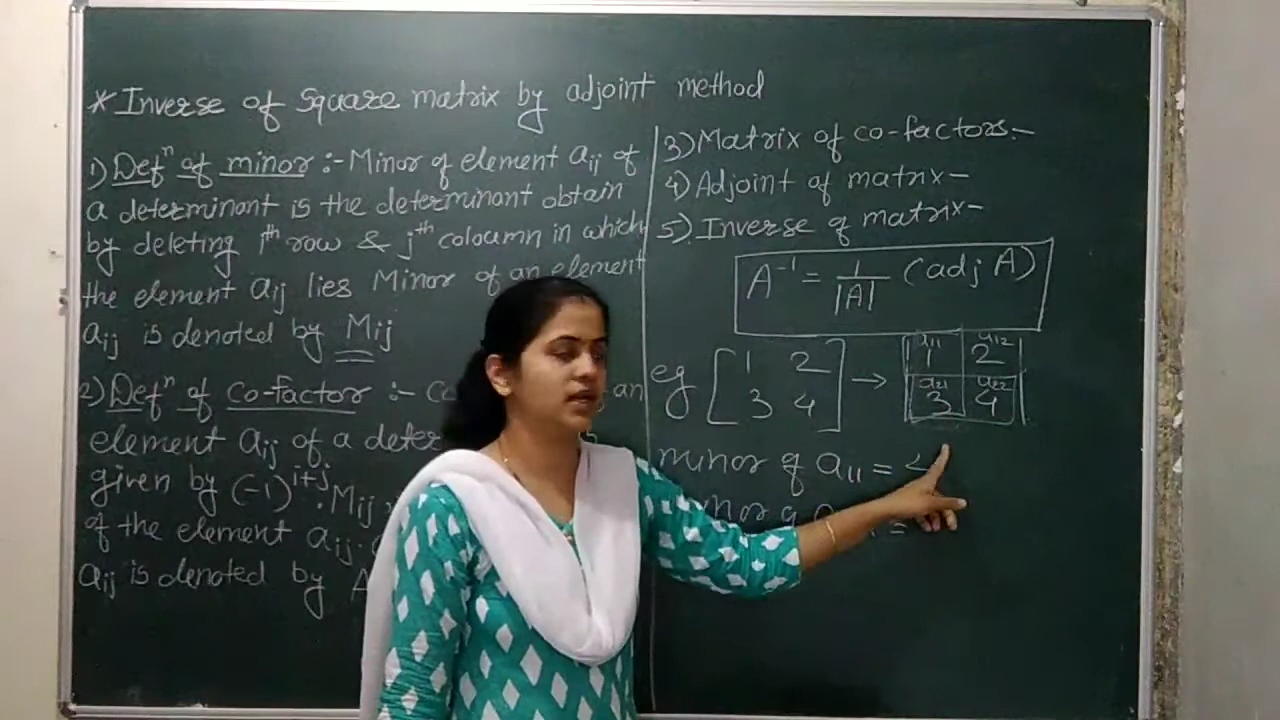 *Inverse of Square matrix by adjoint method
1) Defⁿ of minor :- Minor of element aij of
a determinant is the determinant obtain
by deleting iᵗʰ row & jᵗʰ coloumn in which
the element aij lies Minor of an element
aij is denoted by Mij
2) Defⁿ of co-factor :- an
element aij of a deter
given by (-1)^(i+j) . Mij
of the element aij.
aij is denoted by A
3) Matrix of co-factors:-
4) Adjoint of matrix-
5) Inverse of matrix-
A⁻¹ = 1/|A| (adj A)
eg [1 2 → |a11 1 a12 2
3 4] a21 3 a22 4|
minor of a11 = 4